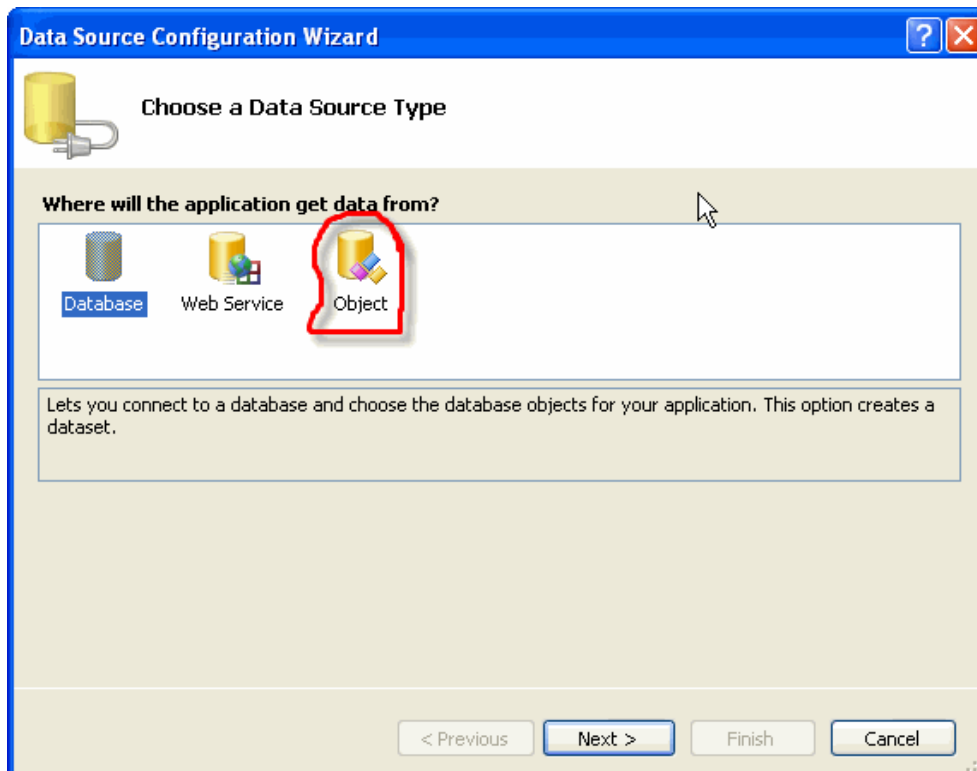 Data Source Configuration Wizard
?
Choose a Data Source Type
Where will the application get data from?
Database
Web Service
Object
Lets you connect to a database and choose the database objects for your application. This option creates a
dataset.
< Previous
Next >
Finish
Cancel